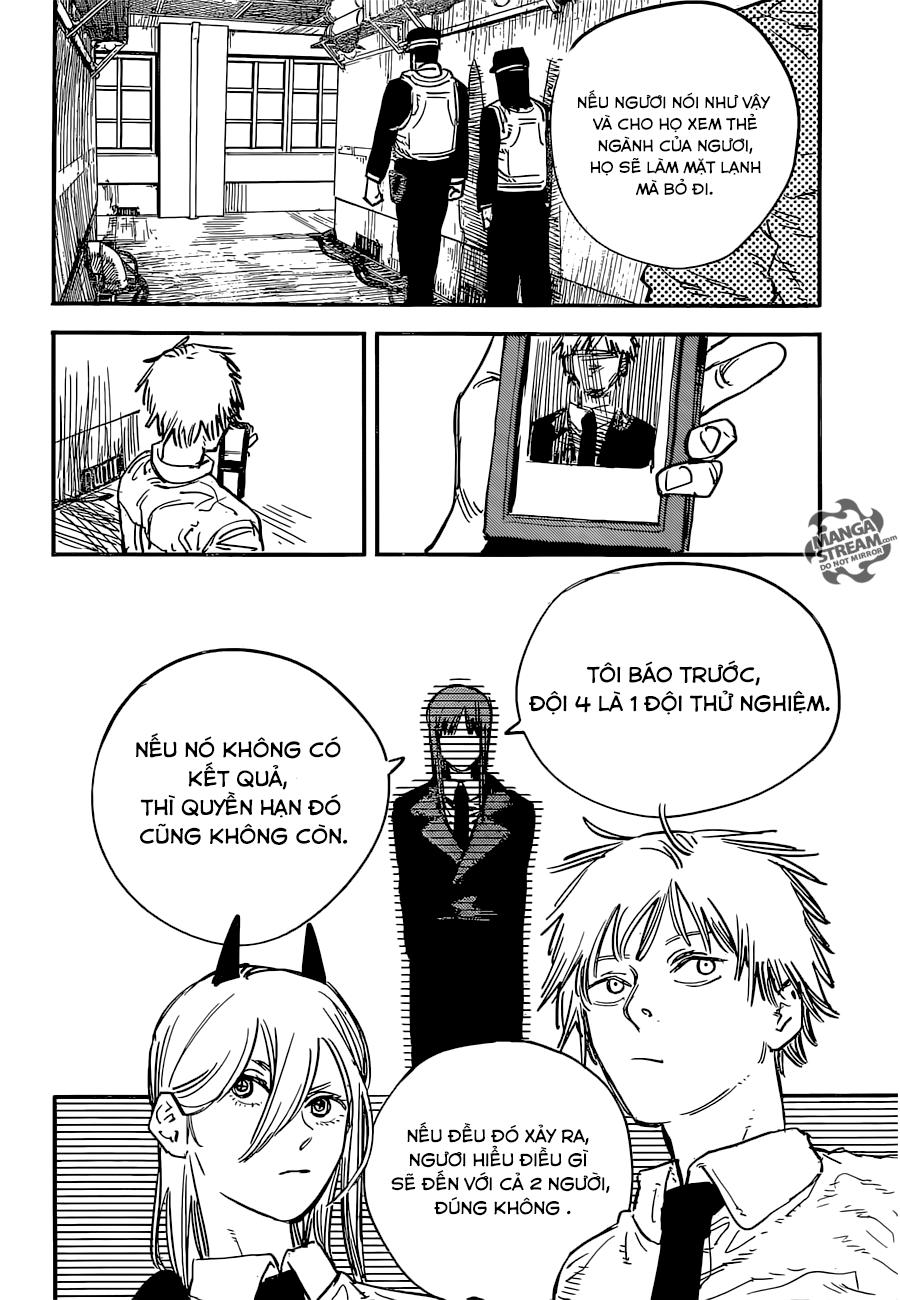 NẾU NGƯƠI NÓI NHƯ VẬY
VÀ CHO HỌ XEM THẺ
NGÀNH CỦA NGƯƠI,
HỌ SẼ LÀM MẶT LẠNH
MÀ BỎ ĐI.
MANGA
STREAM.com
DO NOT MIRROR
TÔI BÁO TRƯỚC,
ĐỘI 4 LÀ 1 ĐỘI THỬ NGHIỆM.
NẾU NÓ KHÔNG CÓ
KẾT QUẢ,
THÌ QUYỀN HẠN ĐÓ
CŨNG KHÔNG CÒN.
NẾU ĐỀU ĐÓ XẢY RA,
NGƯƠI HIỂU ĐIỀU GÌ
SẼ ĐẾN VỚI CẢ 2 NGƯỜI,
ĐÚNG KHÔNG .